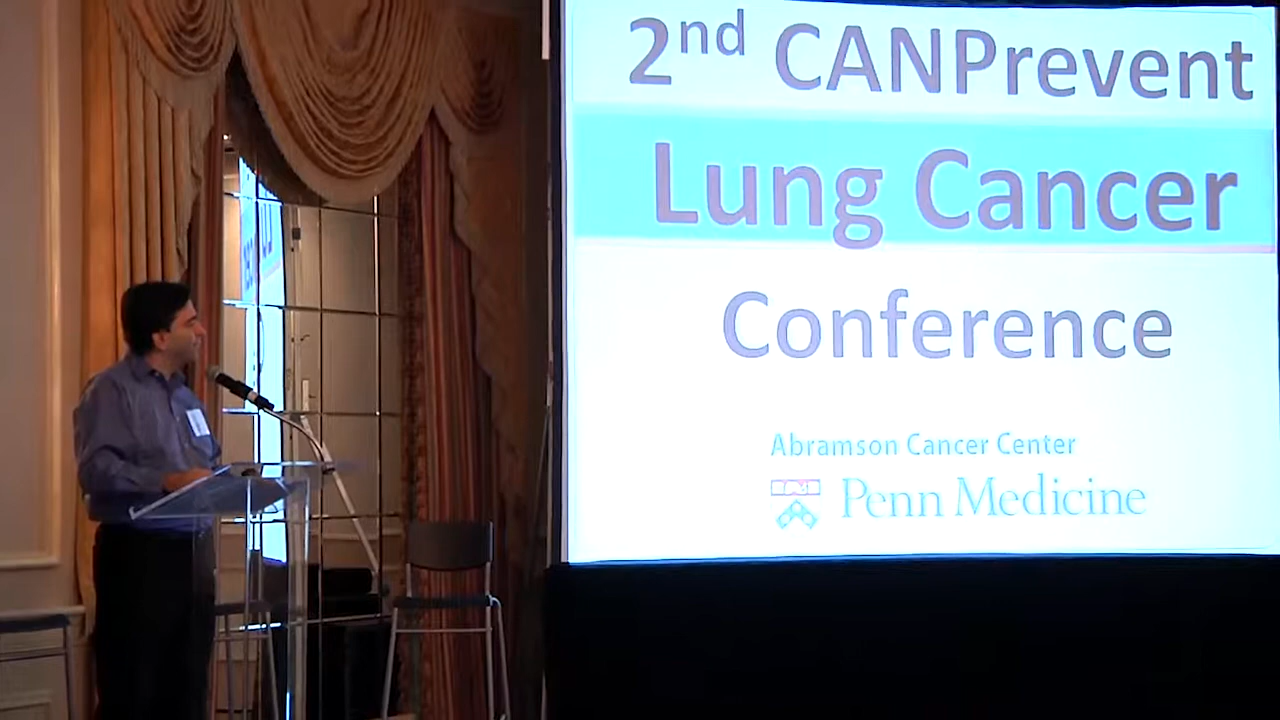 2nd CANPrevent
Lung Cancer
Conference
Abramson Cancer Center
Penn Medicine